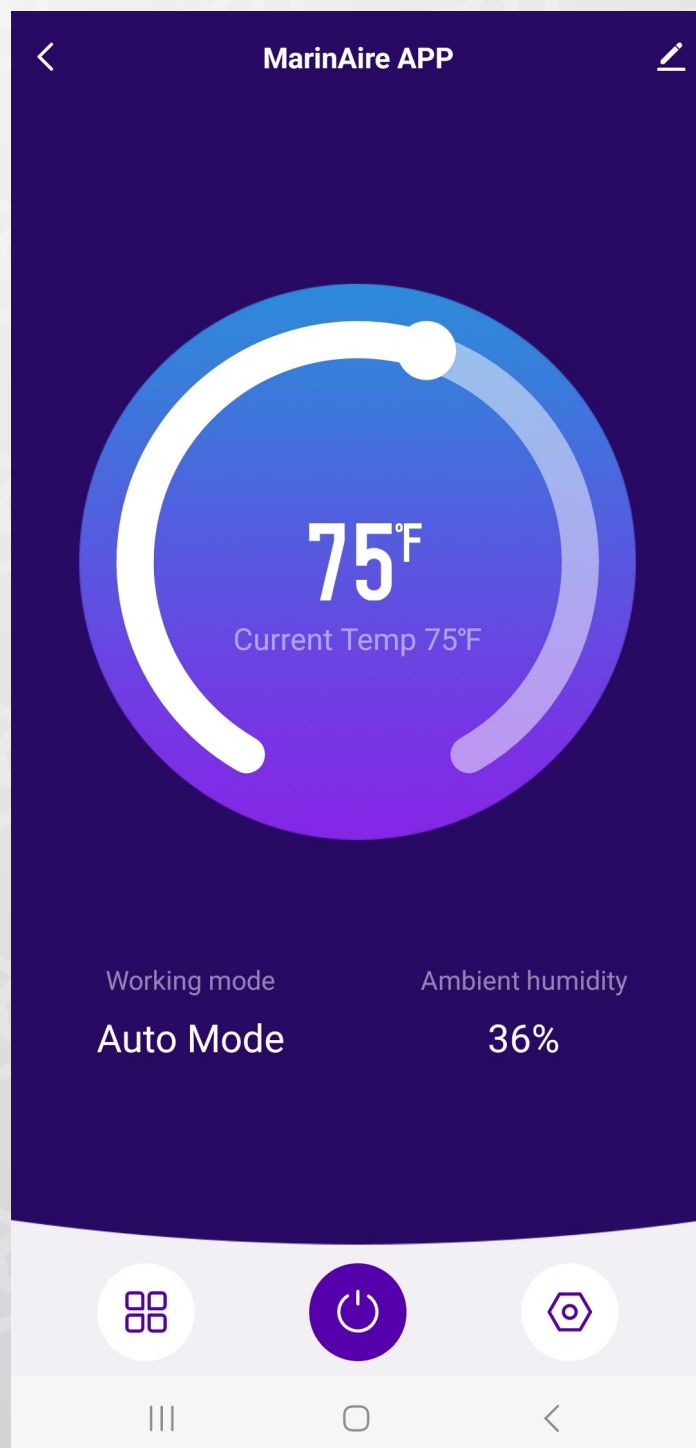 MarinAire APP
75°F
Current Temp 75°F
Working mode
Ambient humidity
Auto Mode
36%